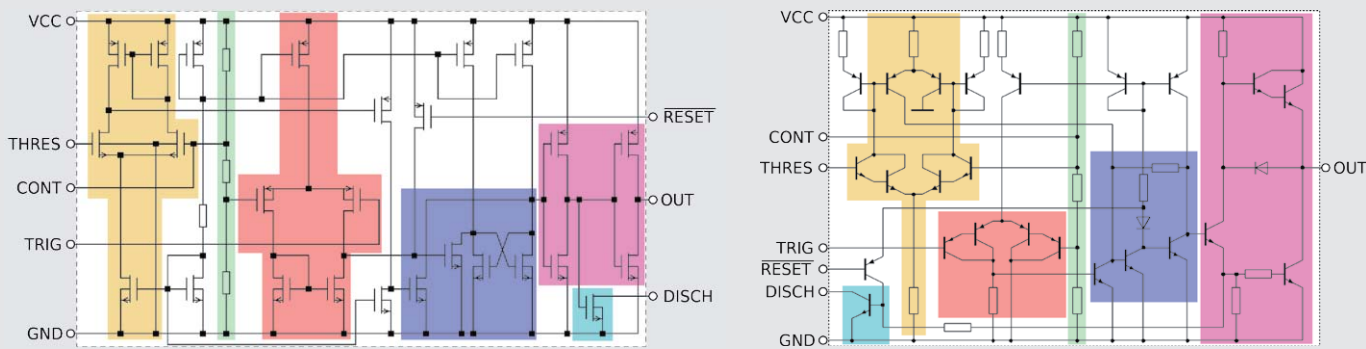 VCC
THRES
CONT
TRIG
GND
RESET
OUT
DISCH
VCC
CONT
THRES
TRIG
RESET
DISCH
GND
OUT